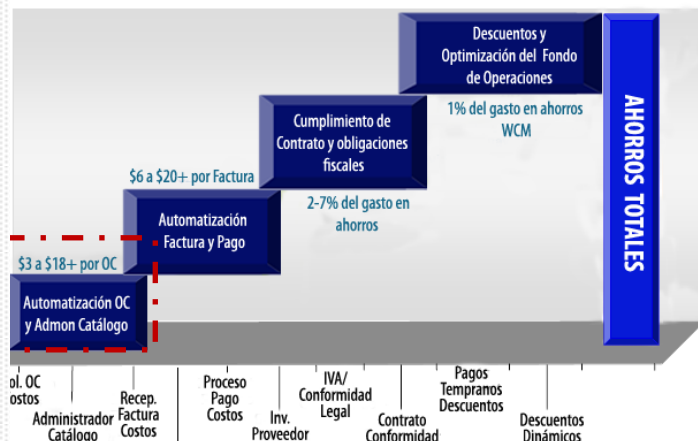 Descuentos y
Optimización del Fondo
de Operaciones
1% del gasto en ahorros
WCM
AHORROS TOTALES
Cumplimiento de
Contrato y obligaciones
fiscales
2-7% del gasto en
ahorros
$6 a $20+ por Factura
Automatización
Factura y Pago
$3 a $18+ por OC
Automatización OC
y Admon Catálogo
ol. OC
ostos
Administrador
Catálogo
Recep.
Factura
Costos
Proceso
Pago
Costos
Inv.
Proveedor
IVA/
Conformidad
Legal
Contrato
Conformidad
Pagos
Tempranos
Descuentos
Descuentos
Dinámicos